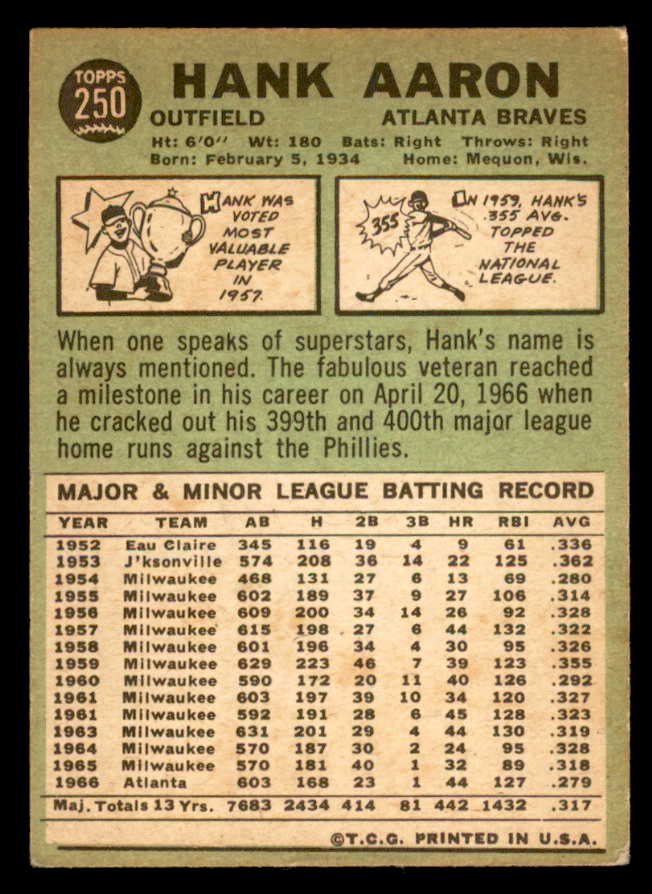 TOPPS
250
HANK AARON
OUTFIELD ATLANTA BRAVES
Ht: 6'0" Wt: 180 Bats: Right Throws: Right
Born: February 5, 1934 Home: Mequon, Wis.
HANK WAS
VOTED
MOST
VALUABLE
PLAYER
IN
1957.
355
IN 1959, HANK'S
.355 AVG.
TOPPED
THE
NATIONAL
LEAGUE.
When one speaks of superstars, Hank's name is
always mentioned. The fabulous veteran reached
a milestone in his career on April 20, 1966 when
he cracked out his 399th and 400th major league
home runs against the Phillies.
MAJOR & MINOR LEAGUE BATTING RECORD
YEAR TEAM AB H 2B 3B HR RBI AVG
1952 Eau Claire 345 116 19 4 9 61 .336
1953 J'ksonville 574 208 36 14 22 125 .362
1954 Milwaukee 468 131 27 6 13 69 .280
1955 Milwaukee 602 189 37 9 27 106 .314
1956 Milwaukee 609 200 34 14 26 92 .328
1957 Milwaukee 615 198 27 6 44 132 .322
1958 Milwaukee 601 196 34 4 30 95 .326
1959 Milwaukee 629 223 46 7 39 123 .355
1960 Milwaukee 590 172 20 11 40 126 .292
1961 Milwaukee 603 197 39 10 34 120 .327
1961 Milwaukee 592 191 28 6 45 128 .323
1963 Milwaukee 631 201 29 4 44 130 .319
1964 Milwaukee 570 187 30 2 24 95 .328
1965 Milwaukee 570 181 40 1 32 89 .318
1966 Atlanta 603 168 23 1 44 127 .279
Maj. Totals 13 Yrs. 7683 2434 414 81 442 1432 .317
©T.C.G. PRINTED IN U.S.A.